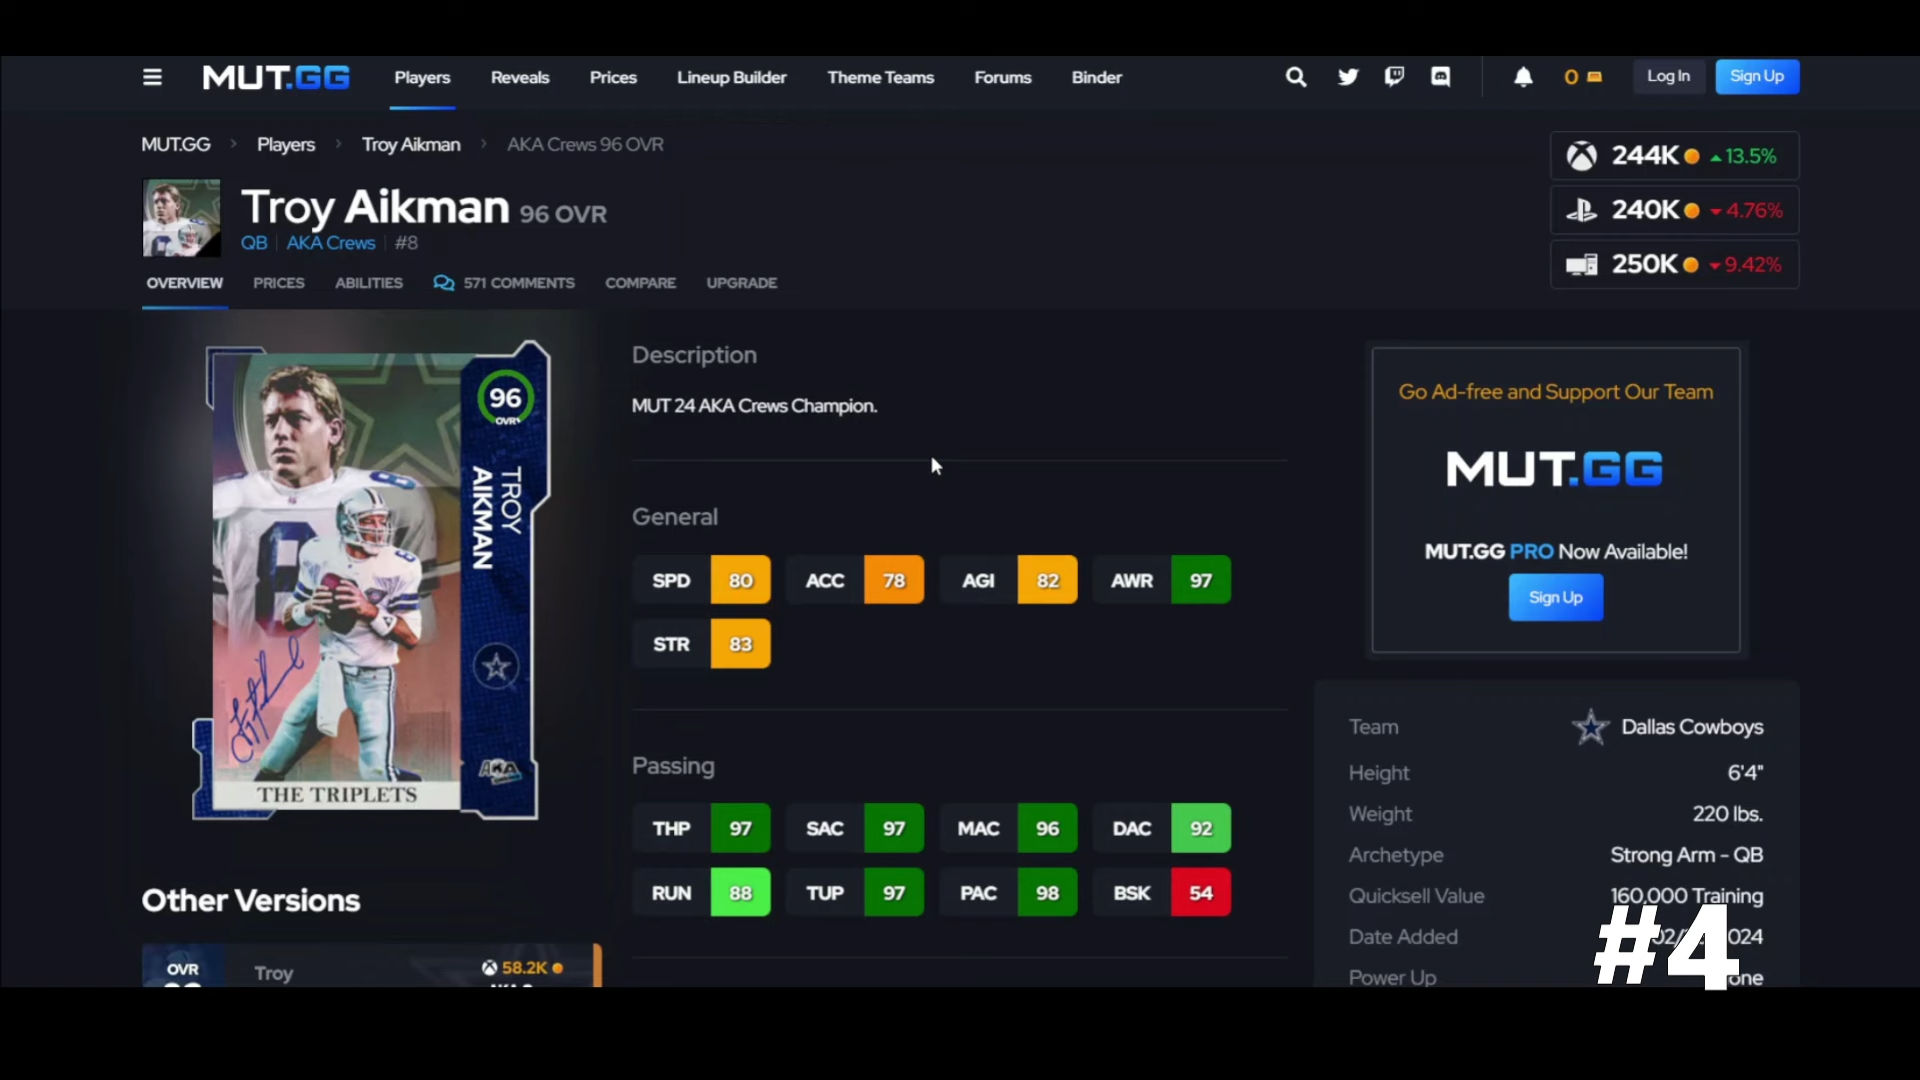 MUT.GG Players Reveals Prices Lineup Builder Theme Teams Forums Binder 0 Log In Sign Up
MUT.GG > Players > Troy Aikman > AKA Crews 96 OVR
244K 13.5%
Troy Aikman 96 OVR
240K 4.76%
QB AKA Crews #8
250K 9.42%
OVERVIEW PRICES ABILITIES 571 COMMENTS COMPARE UPGRADE
96
OVR
TROY
AIKMAN
THE TRIPLETS
AKA
Description
MUT 24 AKA Crews Champion.
General
SPD 80 ACC 78 AGI 82 AWR 97
STR 83
Passing
THP 97 SAC 97 MAC 96 DAC 92
RUN 88 TUP 97 PAC 98 BSK 54
Go Ad-free and Support Our Team
MUT.GG
MUT.GG PRO Now Available!
Sign Up
Team Dallas Cowboys
Height 6'4"
Weight 220 lbs.
Archetype Strong Arm - QB
Quicksell Value 160,000 Training
Date Added
Power Up
#4
Other Versions
OVR Troy 58.2K